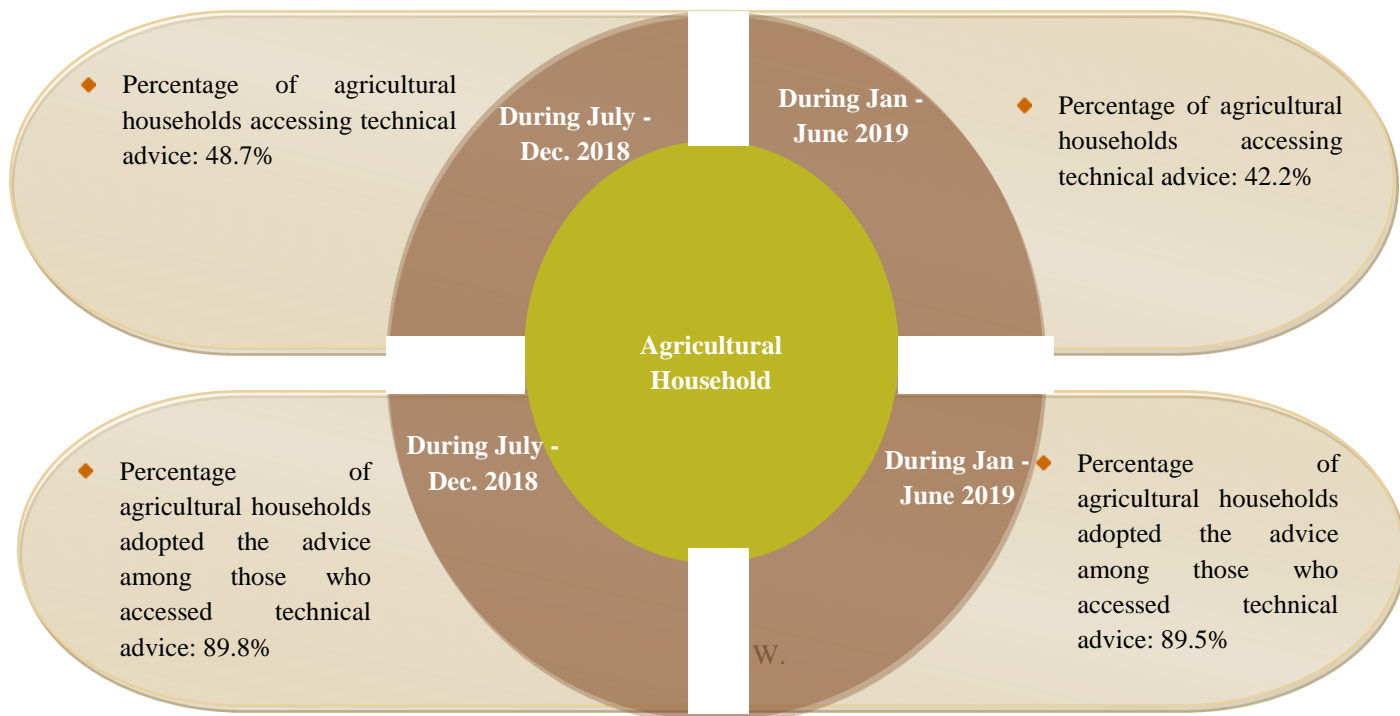 During July -
Dec. 2018
Percentage of agricultural
households accessing technical
advice: 48.7%
During Jan -
June 2019
Percentage of agricultural
households accessing
technical advice: 42.2%
Agricultural
Household
During July -
Dec. 2018
Percentage of
agricultural households
adopted the advice
among those who
accessed technical
advice: 89.8%
During Jan -
June 2019
Percentage of
agricultural households
adopted the advice
among those who
accessed technical
advice: 89.5%
W.